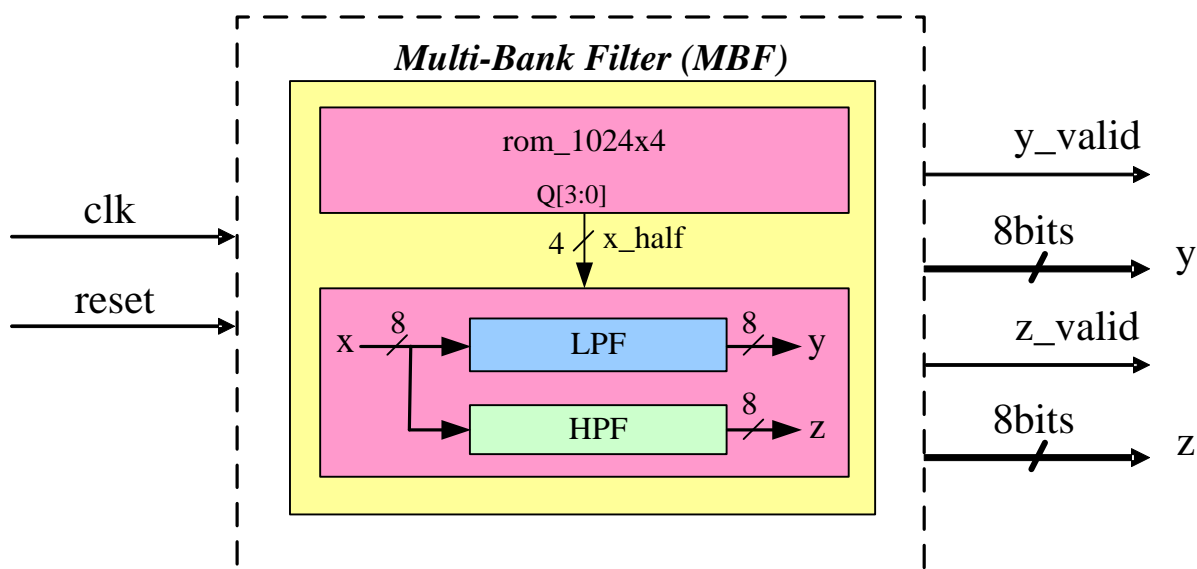 Multi-Bank Filter (MBF)
rom_1024x4
Q[3:0]
4 x_half
x 8 LPF 8 y
HPF 8 z
clk
reset
y_valid
8bits y
z_valid
8bits z